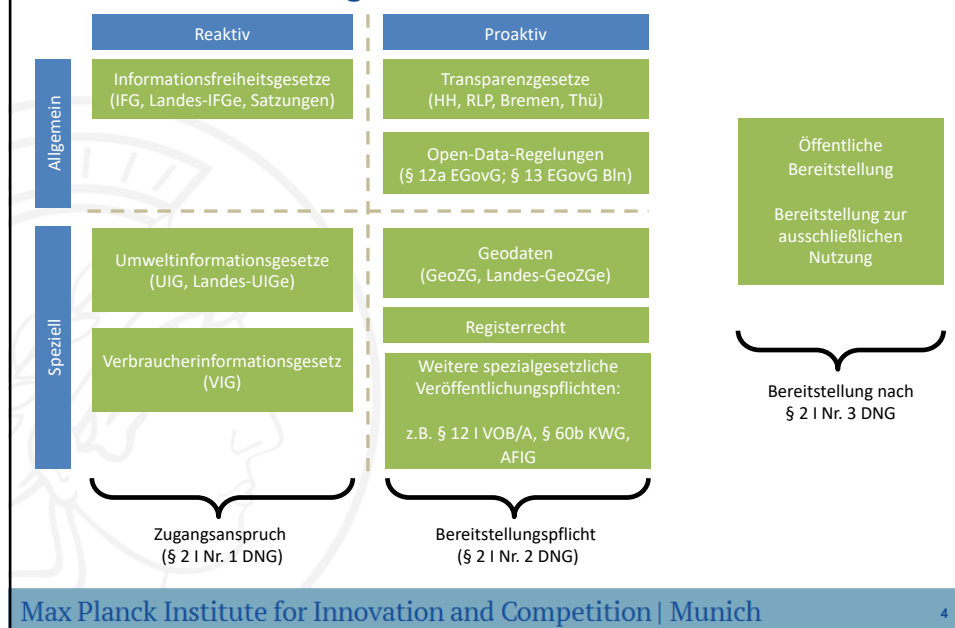 Reaktiv
Proaktiv
Allgemein
Informationsfreiheitsgesetze
(IFG, Landes-IFGe, Satzungen)
Transparenzgesetze
(HH, RLP, Bremen, Thü)
Open-Data-Regelungen
(§ 12a EGovG; § 13 EGovG Bln)
Speziell
Umweltinformationsgesetze
(UIG, Landes-UIGe)
Verbraucherinformationsgesetz
(VIG)
Geodaten
(GeoZG, Landes-GeoZGe)
Registerrecht
Weitere spezialgesetzliche
Veröffentlichungspflichten:
z.B. § 12 I VOB/A, § 60b KWG,
AFIG
Öffentliche
Bereitstellung
Bereitstellung zur
ausschließlichen
Nutzung
Zugangsanspruch
(§ 2 I Nr. 1 DNG)
Bereitstellungspflicht
(§ 2 I Nr. 2 DNG)
Bereitstellung nach
§ 2 I Nr. 3 DNG
Max Planck Institute for Innovation and Competition | Munich
4